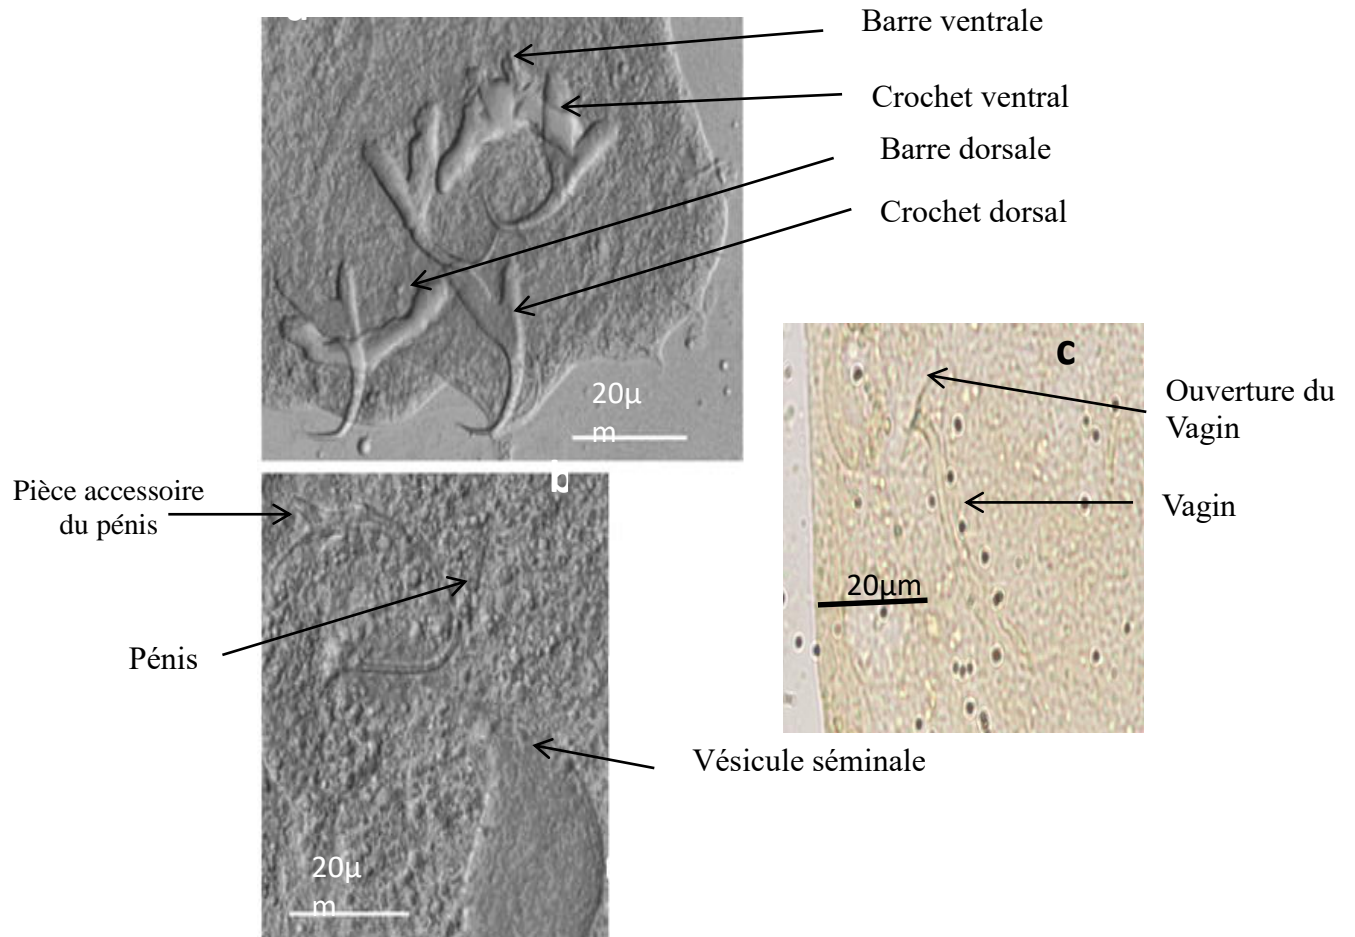 a
Barre ventrale
Crochet ventral
Barre dorsale
Crochet dorsal
20µ
m
c
Ouverture du
Vagin
Vagin
20µm
b
Pièce accessoire
du pénis
Pénis
Vésicule séminale
20µ
m